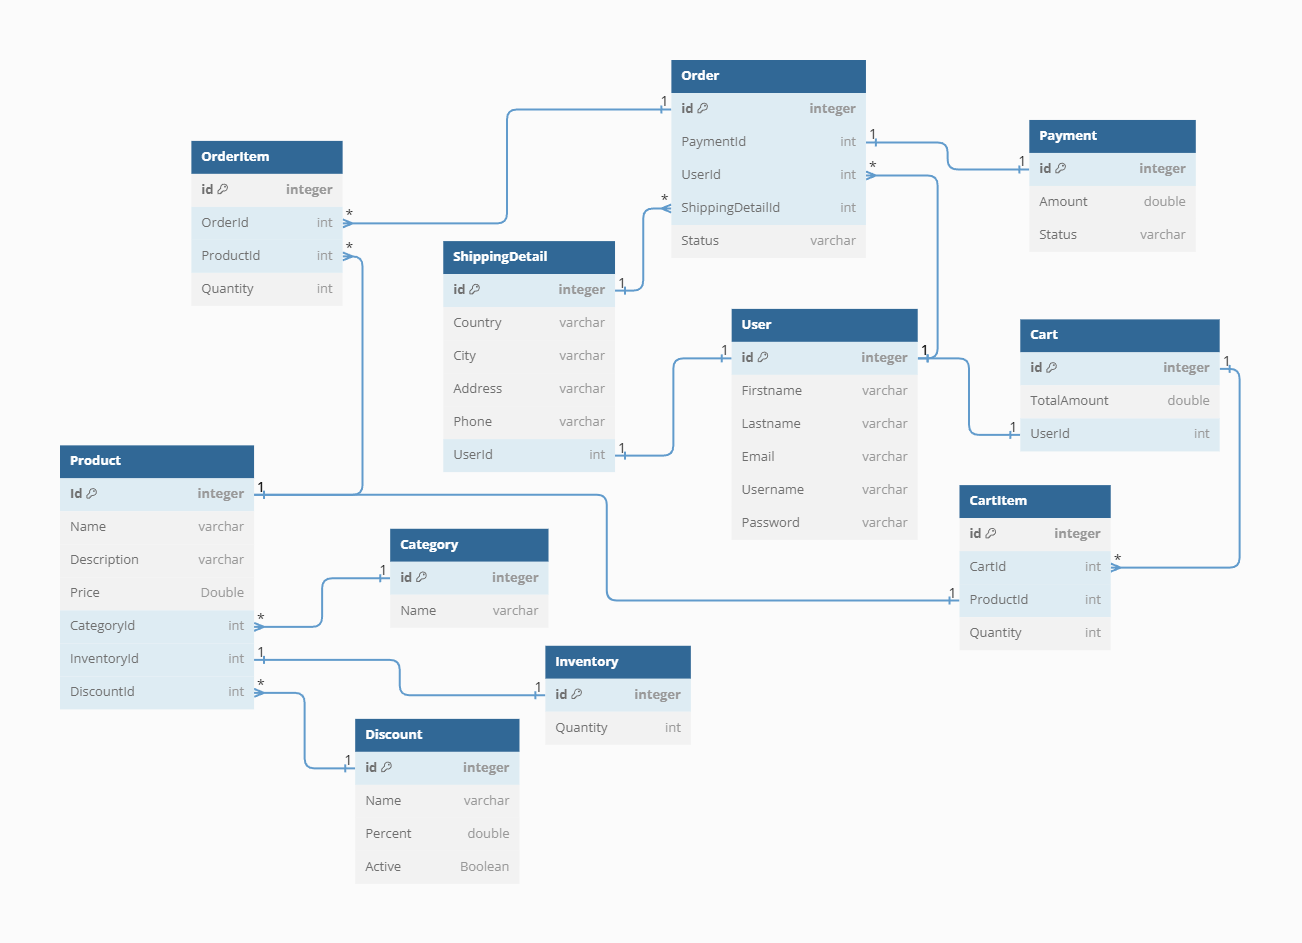 Order
id integer
PaymentId int
UserId int
ShippingDetailId int
Status varchar
1
1
*
*
Payment
id integer
Amount double
Status varchar
1
OrderItem
id integer
OrderId int
ProductId int
Quantity int
*
*
ShippingDetail
id integer
Country varchar
City varchar
Address varchar
Phone varchar
UserId int
1
1
User
id integer
Firstname varchar
Lastname varchar
Email varchar
Username varchar
Password varchar
1
1
Cart
id integer
TotalAmount double
UserId int
1
1
Product
Id integer
Name varchar
Description varchar
Price Double
CategoryId int
InventoryId int
DiscountId int
1
*
1
*
Category
id integer
Name varchar
1
CartItem
id integer
CartId int
ProductId int
Quantity int
*
1
Inventory
id integer
Quantity int
1
Discount
id integer
Name varchar
Percent double
Active Boolean
1